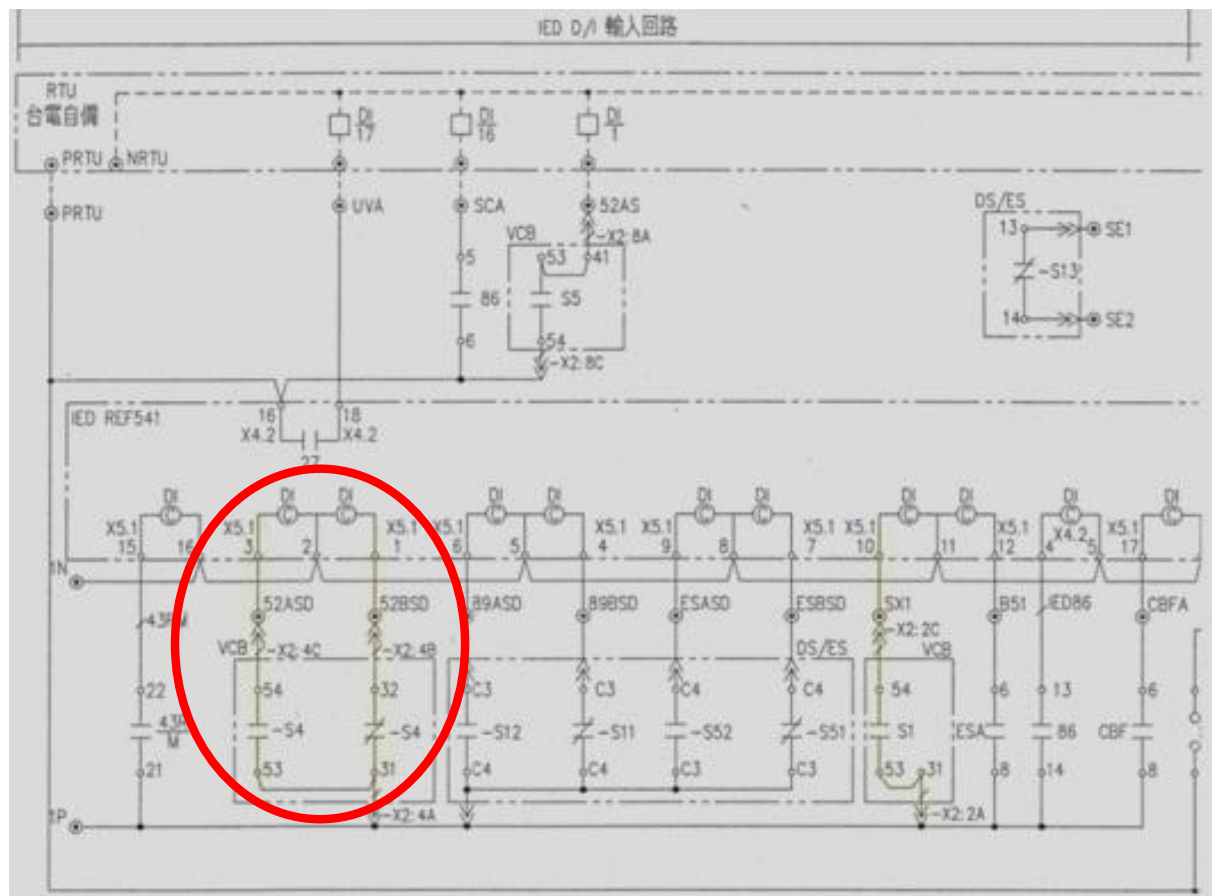 IED D/I 輸入回路
RTU
台電自備
DI
17
DI
16
DI
1
PRTU
NRTU
PRTU
UVA
SCA
52AS
-X2:8A
DS/ES
13
SE1
-S13
14
SE2
VCB
53
41
5
86
S5
6
54
-X2:8C
IED REF541
16
18
X4.2
X4.2
27
DI
DI
DI
DI
DI
DI
DI
DI
DI
DI
DI
X5.1
X5.1
X5.1
X5.1
X5.1
X5.1
X5.1
X5.1
X5.1
X4.2
X5.1
15
16
3
2
1
6
5
4
9
8
7
10
11
12
4
5
17
1N
52ASD
52BSD
89ASD
89BSD
ESASD
ESBSD
SX1
B51
IED86
CBFA
VCB
-X2:4C
-X2:4B
DS/ES
-X2:2C
VCB
22
54
32
C3
C3
C4
C4
54
6
13
6
M
-S4
-S4
-S12
-S11
-S52
-S51
S1
ESA
86
CBF
21
53
31
C4
C4
C3
C3
53
31
8
14
8
1P
-X2:4A
-X2:2A